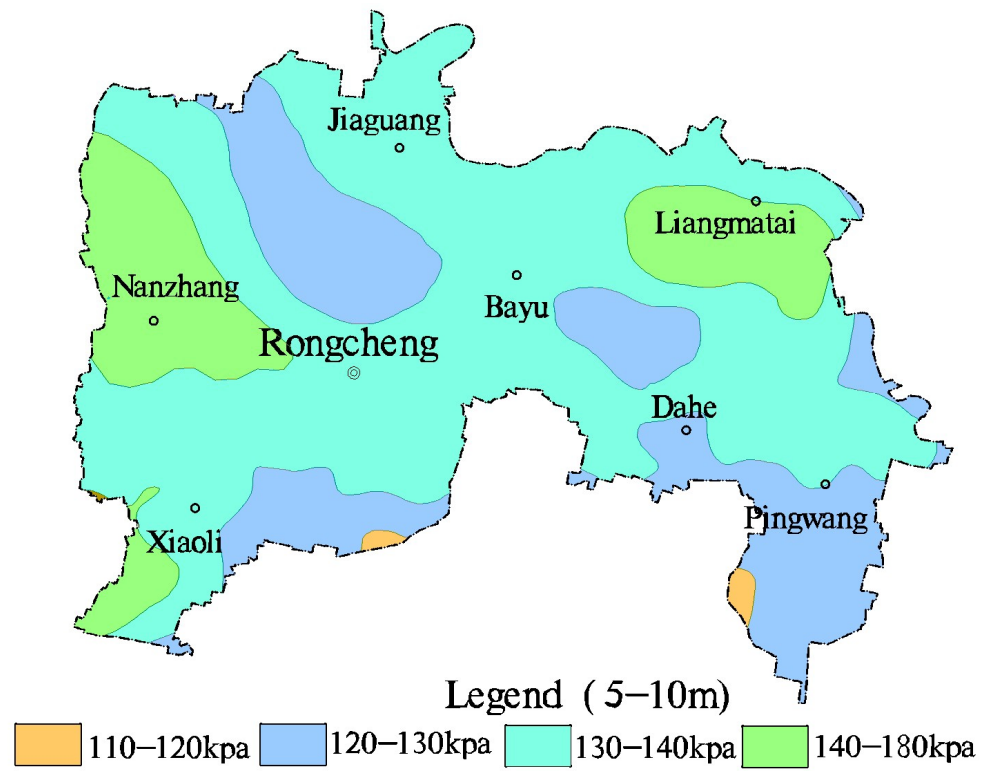 Jiaguang
Liangmatai
Nanzhang
Bayu
Rongcheng
Dahe
Pingwang
Xiaoli
Legend ( 5–10m)
110–120kpa 120–130kpa 130–140kpa 140–180kpa